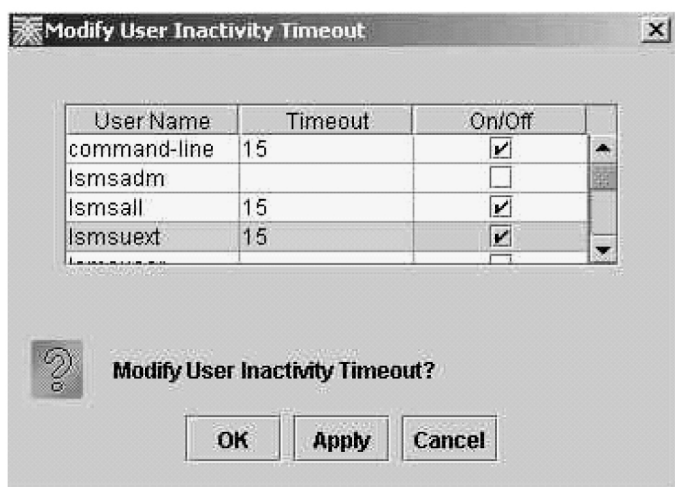 Modify User Inactivity Timeout
User Name Timeout On/Off
command-line 15
lsmsadm
lsmsall 15
lsmsuext 15
Modify User Inactivity Timeout?
OK Apply Cancel